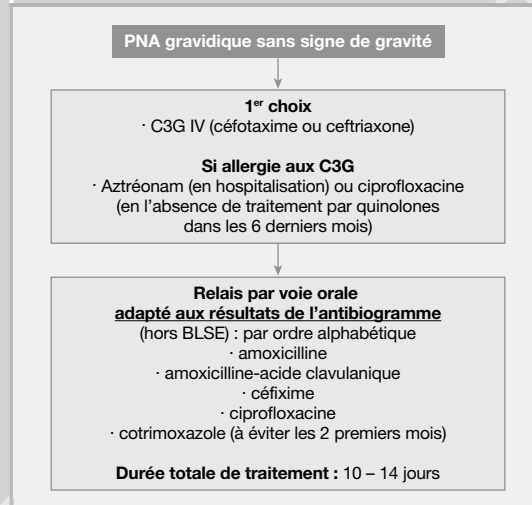 PNA gravidique sans signe de gravité
1er choix
· C3G IV (céfotaxime ou ceftriaxone)
Si allergie aux C3G
· Aztréonam (en hospitalisation) ou ciprofloxacine
(en l’absence de traitement par quinolones
dans les 6 derniers mois)
Relais par voie orale
adapté aux résultats de l’antibiogramme
(hors BLSE) : par ordre alphabétique
· amoxicilline
· amoxicilline-acide clavulanique
· céfixime
· ciprofloxacine
· cotrimoxazole (à éviter les 2 premiers mois)
Durée totale de traitement : 10 – 14 jours